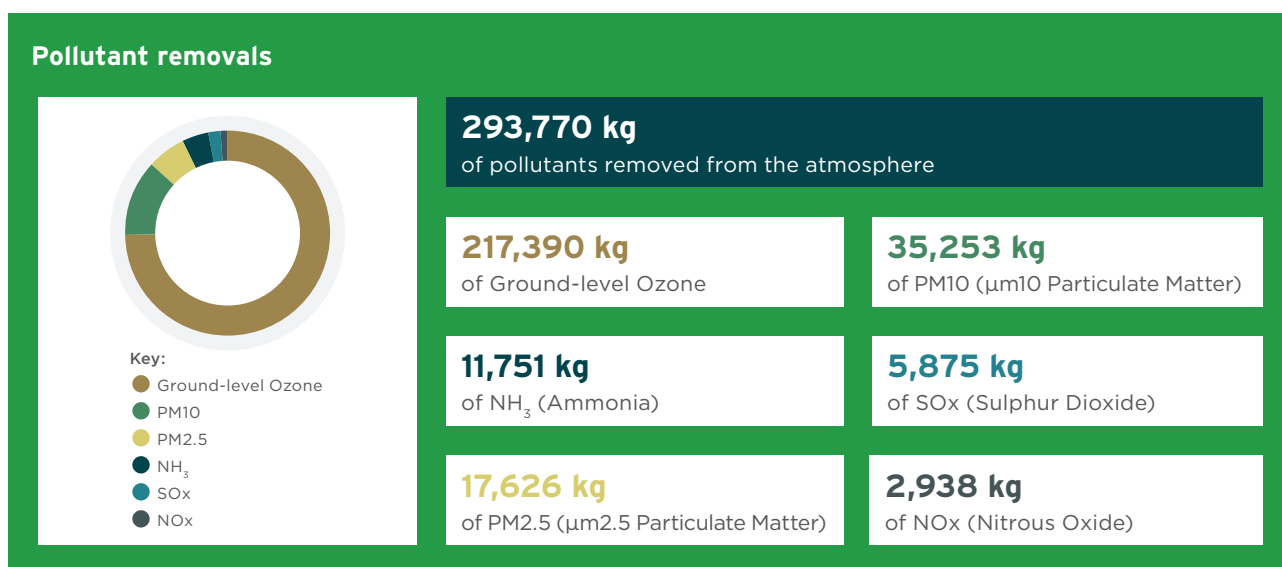 Pollutant removals
Key:
Ground-level Ozone
PM10
PM2.5
NH₃
SOx
NOx
293,770 kg
of pollutants removed from the atmosphere
217,390 kg
of Ground-level Ozone
35,253 kg
of PM10 (µm10 Particulate Matter)
11,751 kg
of NH₃ (Ammonia)
5,875 kg
of SOx (Sulphur Dioxide)
17,626 kg
of PM2.5 (µm2.5 Particulate Matter)
2,938 kg
of NOx (Nitrous Oxide)